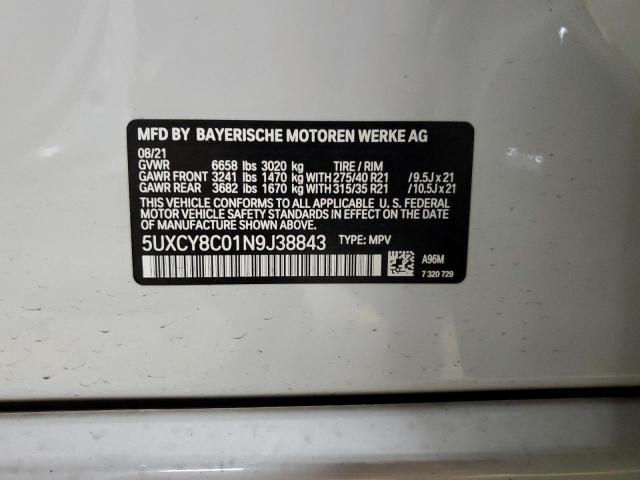 MFD BY BAYERISCHE MOTOREN WERKE AG
08/21
GVWR 6658 lbs 3020 kg TIRE / RIM
GAWR FRONT 3241 lbs 1470 kg WITH 275/40 R21 /9.5J x 21
GAWR REAR 3682 lbs 1670 kg WITH 315/35 R21 /10.5J x 21
THIS VEHICLE CONFORMS TO ALL APPLICABLE U. S. FEDERAL
MOTOR VEHICLE SAFETY STANDARDS IN EFFECT ON THE
DATE OF MANUFACTURE SHOWN ABOVE.
5UXCY8C01N9J38843 TYPE: MPV
A96M
7 320 729